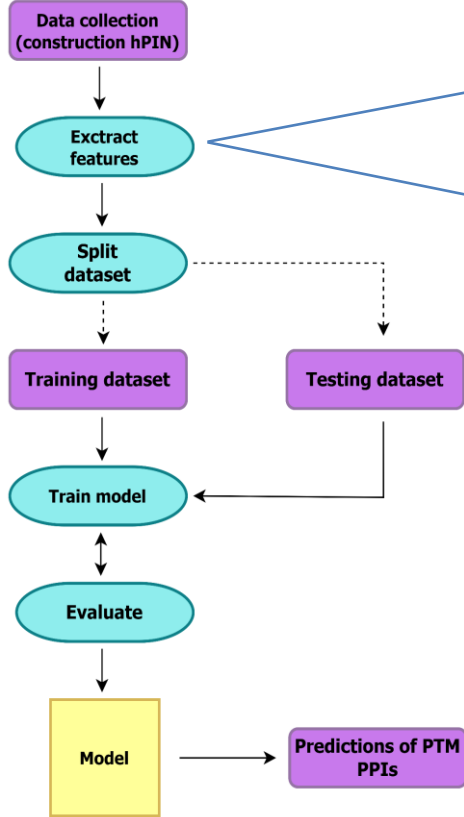 Data collection
(construction hPIN)
Exctract
features
Split
dataset
Training dataset
Testing dataset
Train model
Evaluate
Model
Predictions of PTM
PPIs